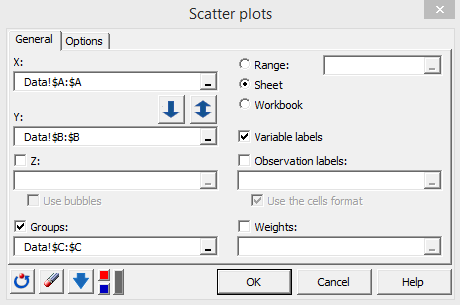 Scatter plots
General
Options
X:
Data!$A:$A
Y:
Data!$B:$B
Z:
Use bubbles
Groups:
Data!$C:$C
Range:
Sheet
Workbook
Variable labels
Observation labels:
Use the cells format
Weights:
OK
Cancel
Help